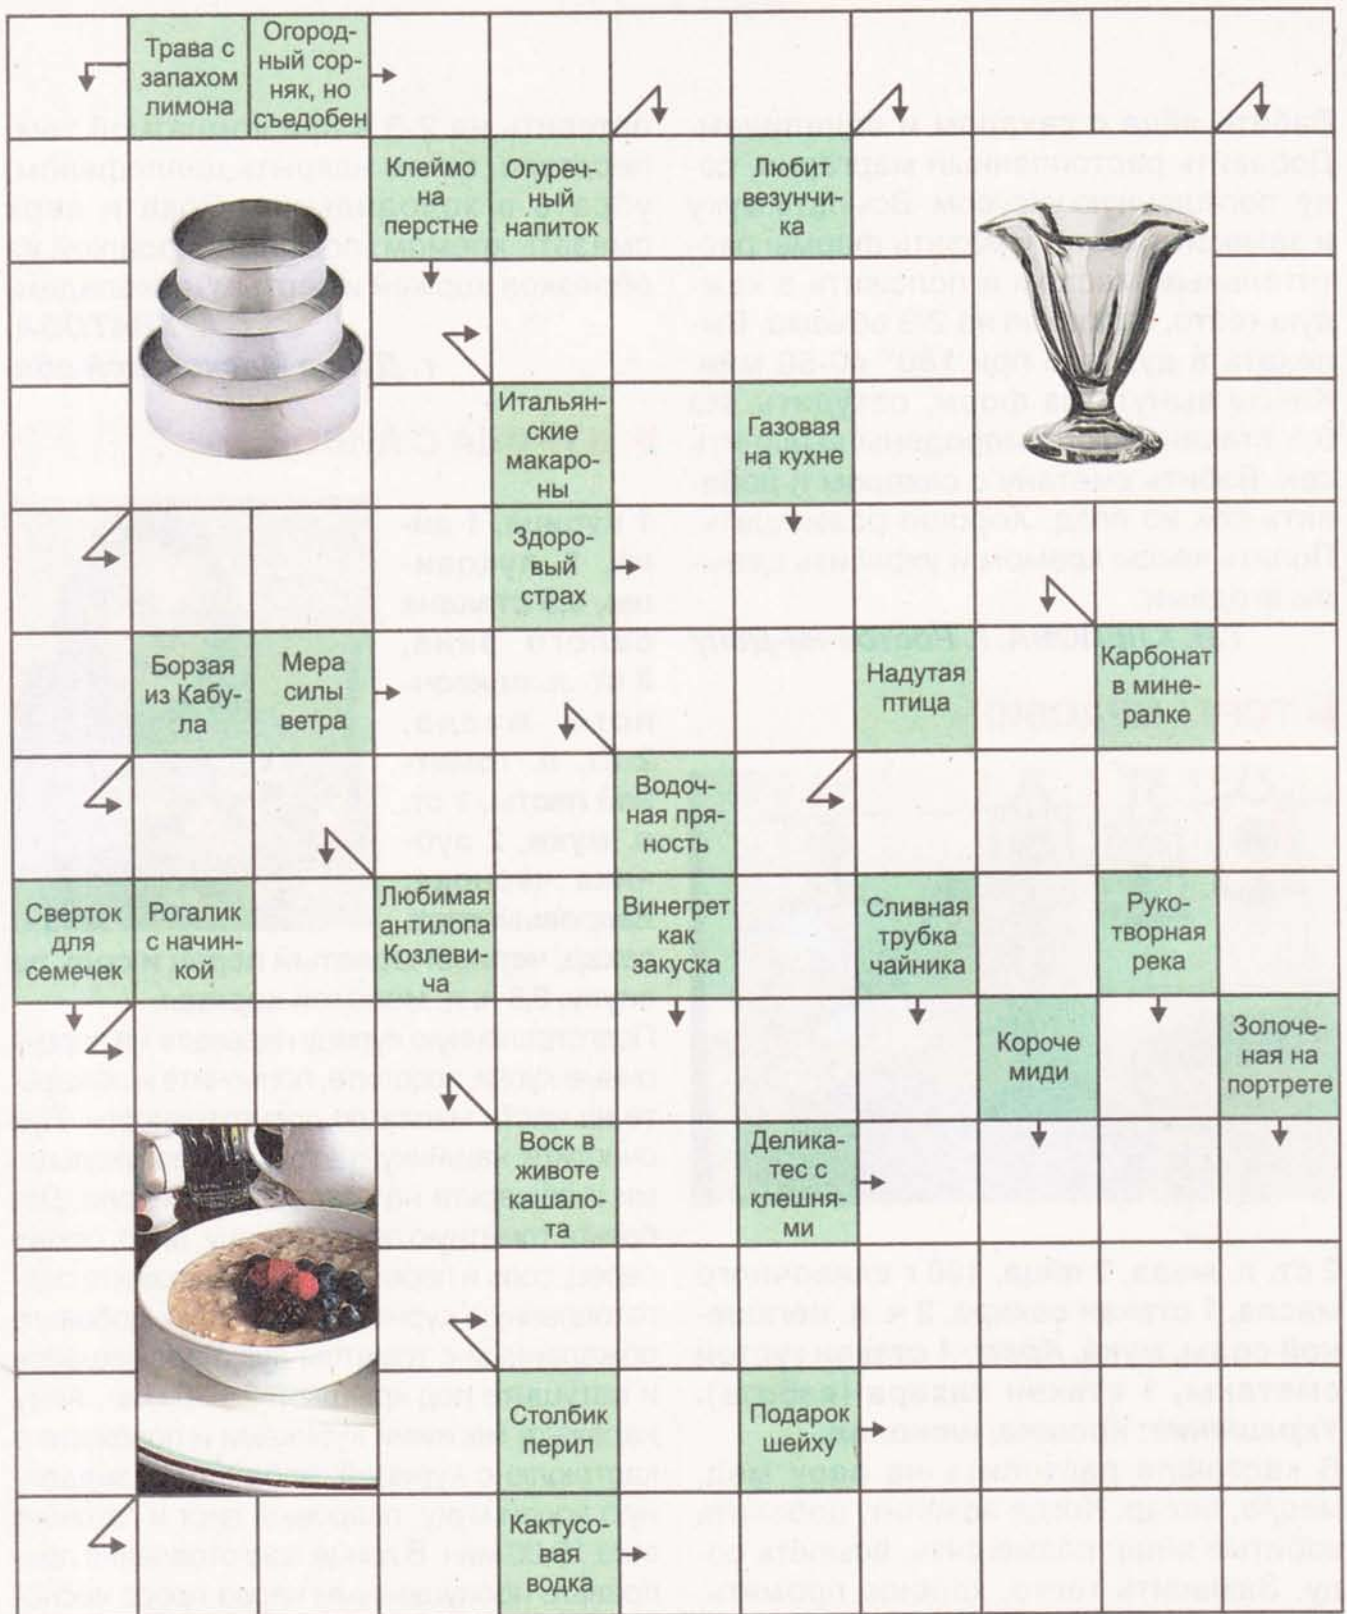 Трава с
запахом
лимона
Огород-
ный сор-
няк, но
съедобен
Клеймо
на
перстне
Огуреч-
ный
напиток
Любит
везунчи-
ка
Итальян-
ские
макаро-
ны
Газовая
на кухне
Здоро-
вый
страх
Борзая
из Кабу-
ла
Мера
силы
ветра
Надутая
птица
Карбонат
в мине-
ралке
Водоч-
ная пря-
ность
Сверток
для
семечек
Рогалик
с начин-
кой
Любимая
антилопа
Козлеви-
ча
Винегрет
как
закуска
Сливная
трубка
чайника
Руко-
творная
река
Короче
миди
Золоче-
ная на
портрете
Воск в
животе
кашало-
та
Делика-
тес с
клешня-
ми
Столбик
перил
Подарок
шейху
Кактусо-
вая
водка